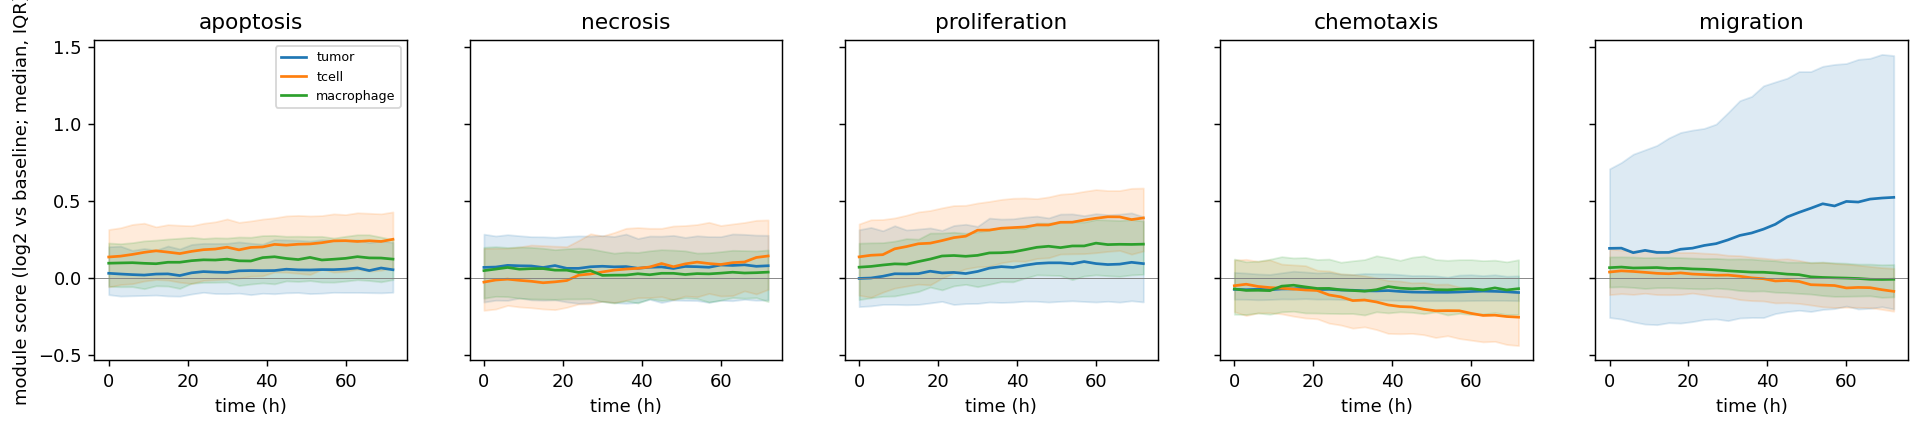 apoptosis
necrosis
proliferation
chemotaxis
migration
module score (log2 vs baseline; median, IQR)
1.5
1.0
0.5
0.0
−0.5
tumor
tcell
macrophage
0 20 40 60
0 20 40 60
0 20 40 60
0 20 40 60
0 20 40 60
time (h)
time (h)
time (h)
time (h)
time (h)